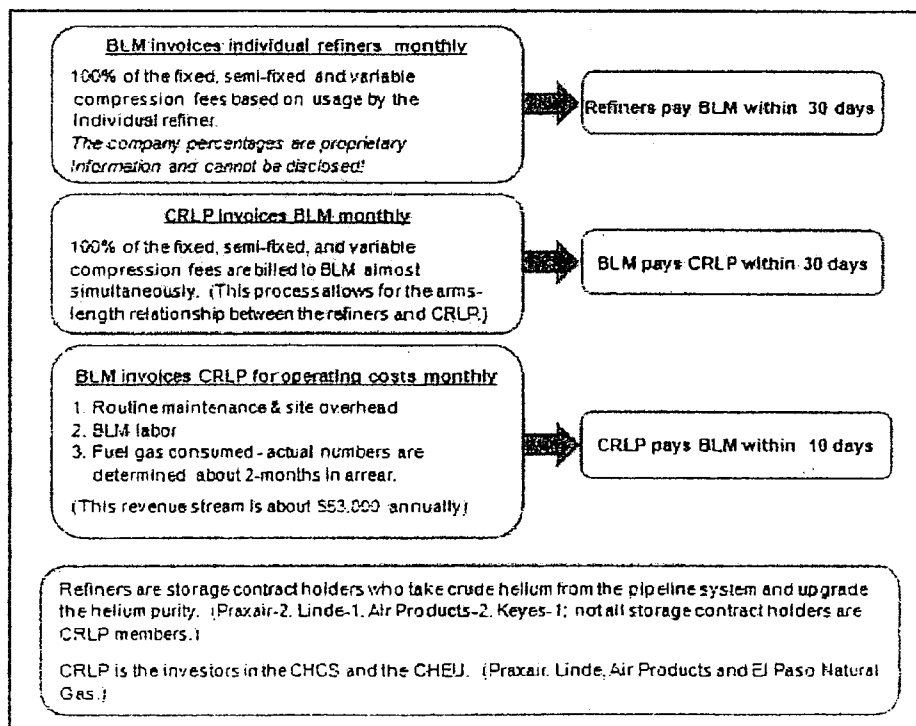 BLM invoices individual refiners monthly
100% of the fixed, semi-fixed and variable
compression fees based on usage by the
Individual refiner.
The company percentages are proprietary
Information and cannot be disclosed!
Refiners pay BLM within 30 days
CRLP invoices BLM monthly
100% of the fixed, semi-fixed, and variable
compression fees are billed to BLM almost
simultaneously. (This process allows for the arms-
length relationship between the refiners and CRLP.)
BLM pays CRLP within 30 days
BLM invoices CRLP for operating costs monthly
1. Routine maintenance & site overhead
2. BLM labor
3. Fuel gas consumed - actual numbers are
determined about 2-months in arrear.
(This revenue stream is about $53,000 annually)
CRLP pays BLM within 10 days
Refiners are storage contract holders who take crude helium from the pipeline system and upgrade
the helium purity. (Praxair-2, Linde-1, Air Products-2, Keyes-1; not all storage contract holders are
CRLP members.)
CRLP is the investors in the CHCS and the CHEU. (Praxair, Linde, Air Products and El Paso Natural
Gas.)